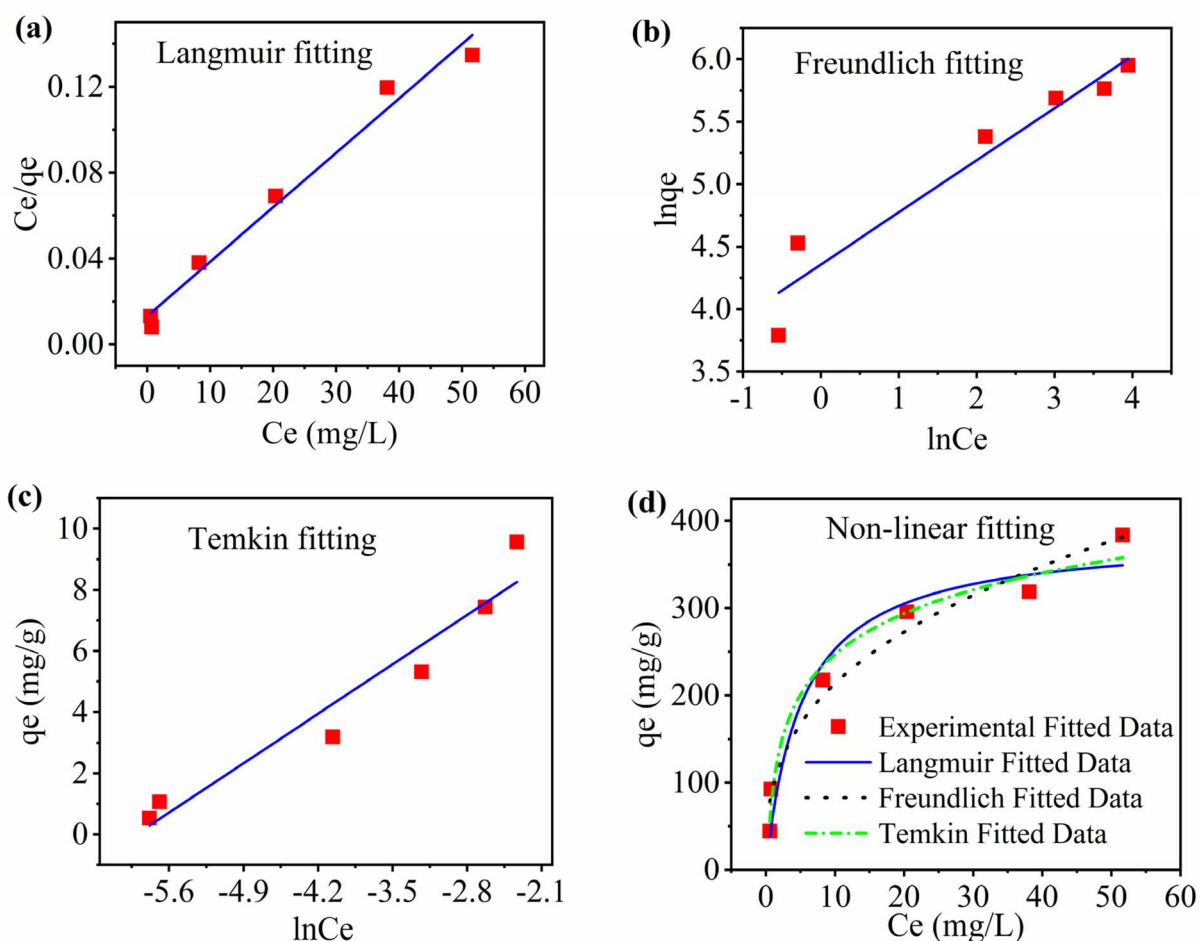 (a)
Langmuir fitting
0.12
0.08
0.04
0.00
Ce/qe
0 10 20 30 40 50 60
Ce (mg/L)
(b)
Freundlich fitting
6.0
5.5
5.0
4.5
4.0
3.5
lnqe
-1 0 1 2 3 4
lnCe
(c)
Temkin fitting
10
8
6
4
2
0
qe (mg/g)
-5.6 -4.9 -4.2 -3.5 -2.8 -2.1
lnCe
(d)
Non-linear fitting
400
300
200
100
0
qe (mg/g)
Experimental Fitted Data
Langmuir Fitted Data
Freundlich Fitted Data
Temkin Fitted Data
0 10 20 30 40 50 60
Ce (mg/L)